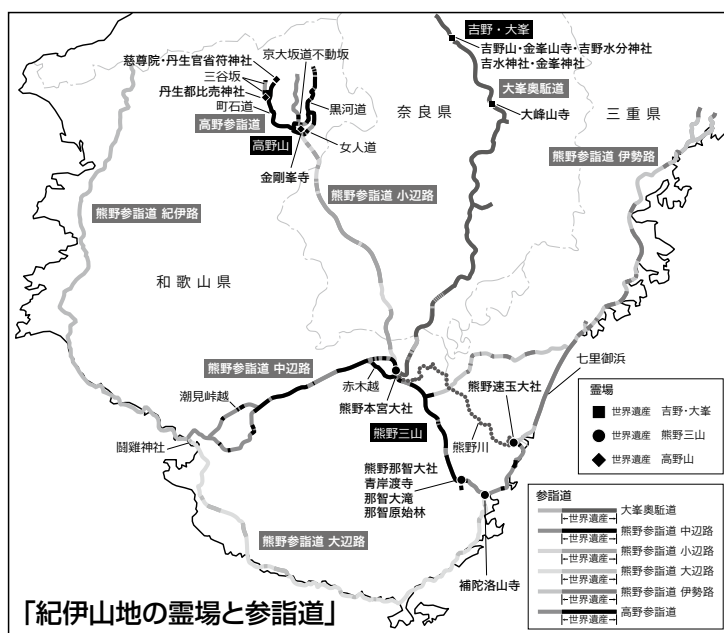 吉野・大峯
吉野山・金峯山寺・吉野水分神社
吉水神社・金峯神社
大峯奥駈道
大峰山寺
慈尊院・丹生官省符神社
京大坂道不動坂
三谷坂
丹生都比売神社
町石道
黒河道
高野参詣道
高野山
女人道
金剛峯寺
奈良県
三重県
熊野参詣道 伊勢路
熊野参詣道 小辺路
熊野参詣道 紀伊路
和歌山県
熊野参詣道 中辺路
潮見峠越
赤木越
熊野本宮大社
熊野三山
七里御浜
熊野速玉大社
熊野川
闘雞神社
熊野那智大社
青岸渡寺
那智大滝
那智原始林
熊野参詣道 大辺路
補陀洛山寺
霊場
■ 世界遺産 吉野・大峯
● 世界遺産 熊野三山
◆ 世界遺産 高野山
参詣道
大峯奥駈道
←世界遺産→
熊野参詣道 中辺路
←世界遺産→
熊野参詣道 小辺路
←世界遺産→
熊野参詣道 大辺路
←世界遺産→
熊野参詣道 伊勢路
←世界遺産→
高野参詣道
←世界遺産→
「紀伊山地の霊場と参詣道」